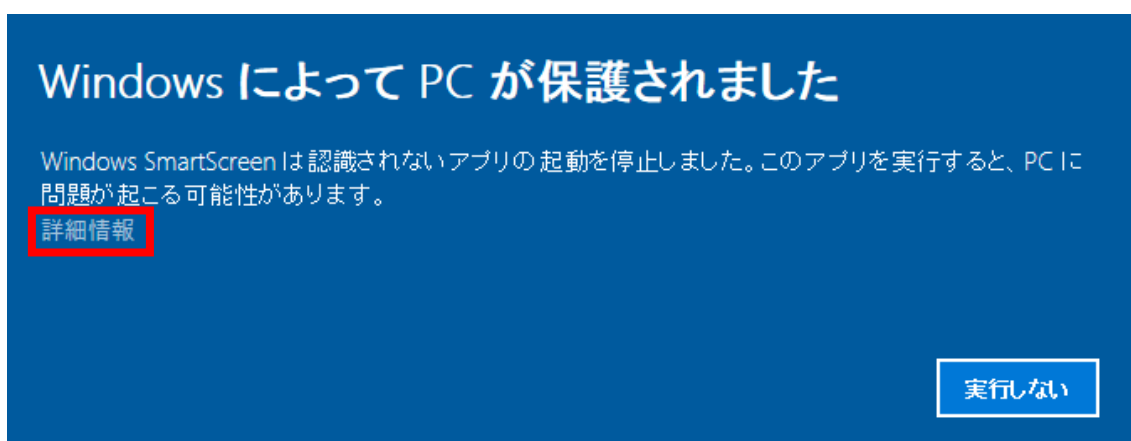 Windows によって PC が保護されました
Windows SmartScreen は認識されないアプリの起動を停止しました。このアプリを実行すると、PC に
問題が起こる可能性があります。
詳細情報
実行しない